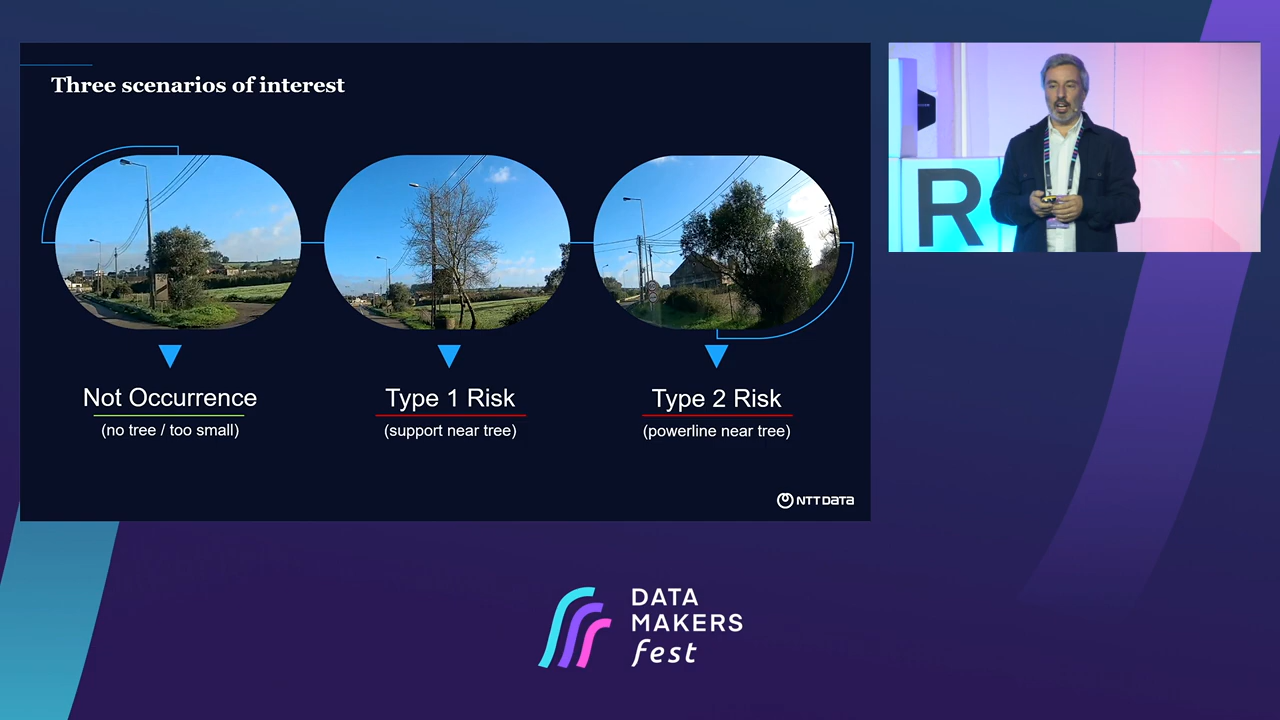 Three scenarios of interest
Not Occurrence
(no tree / too small)
Type 1 Risk
(support near tree)
Type 2 Risk
(powerline near tree)
NTT DATA
R
DATA
MAKERS
fest